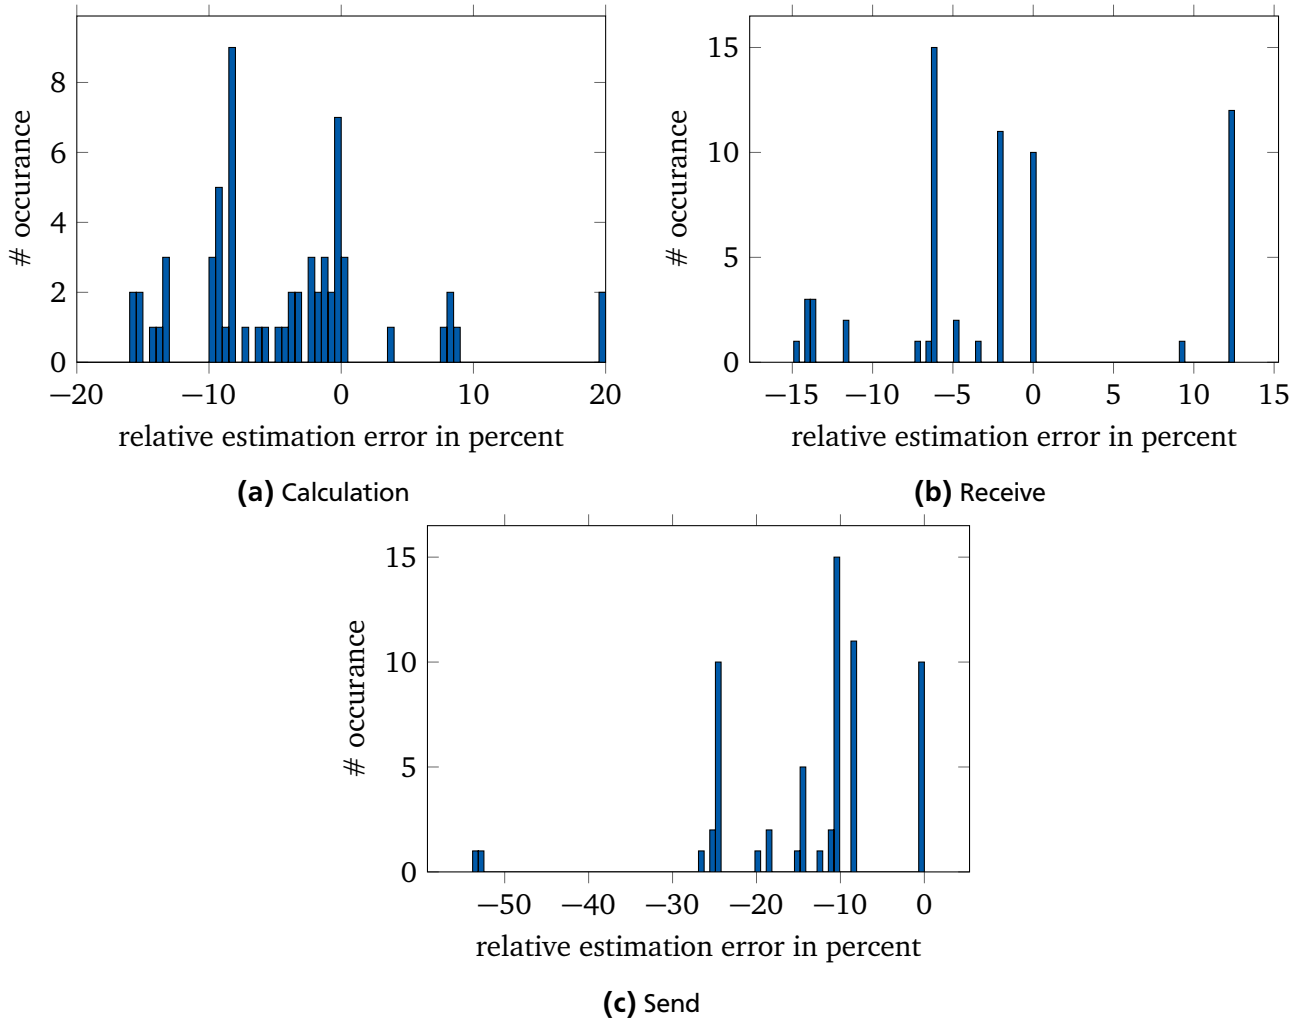 8
6
4
2
0
# occurance
−20 −10 0 10 20
relative estimation error in percent
(a) Calculation
15
10
5
0
# occurance
−15 −10 −5 0 5 10 15
relative estimation error in percent
(b) Receive
15
10
5
0
# occurance
−50 −40 −30 −20 −10 0
relative estimation error in percent
(c) Send